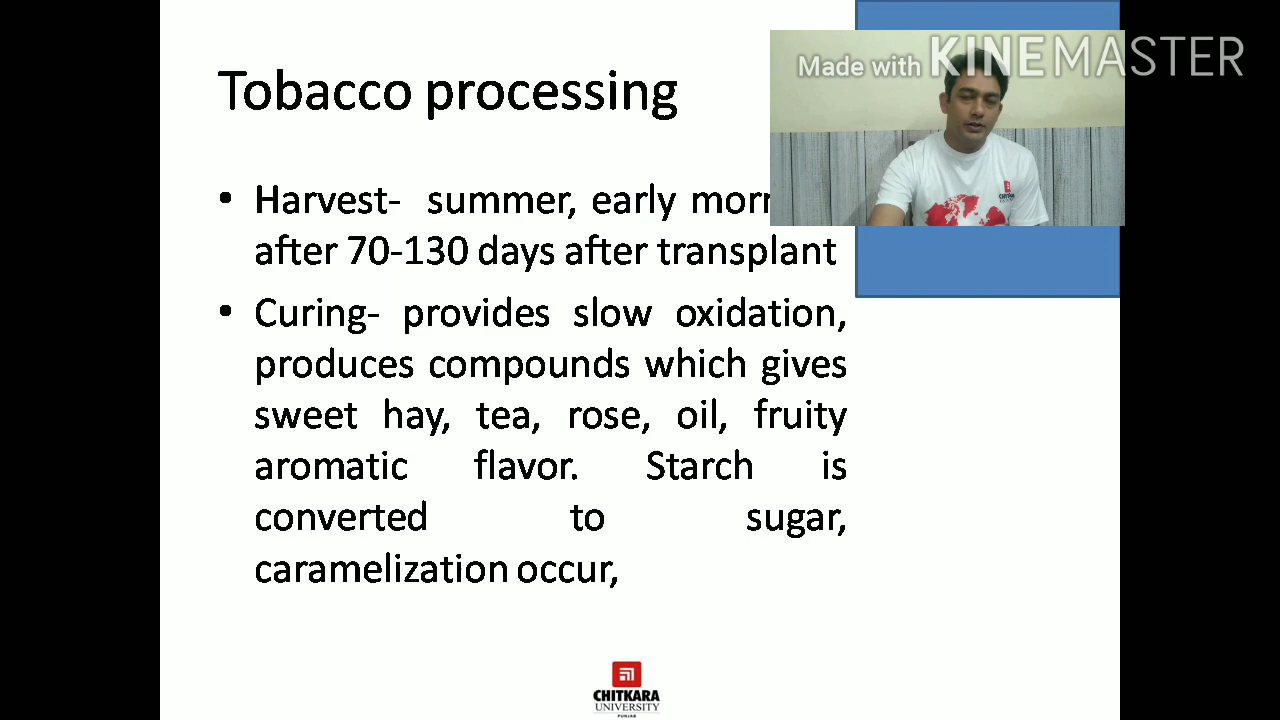 Made with KINEMASTER
Tobacco processing
• Harvest- summer, early
after 70-130 days after transplant
• Curing- provides slow oxidation,
produces compounds which gives
sweet hay, tea, rose, oil, fruity
aromatic flavor. Starch is
converted to sugar,
caramelization occur,
CHITKARA
UNIVERSITY
PUNJAB